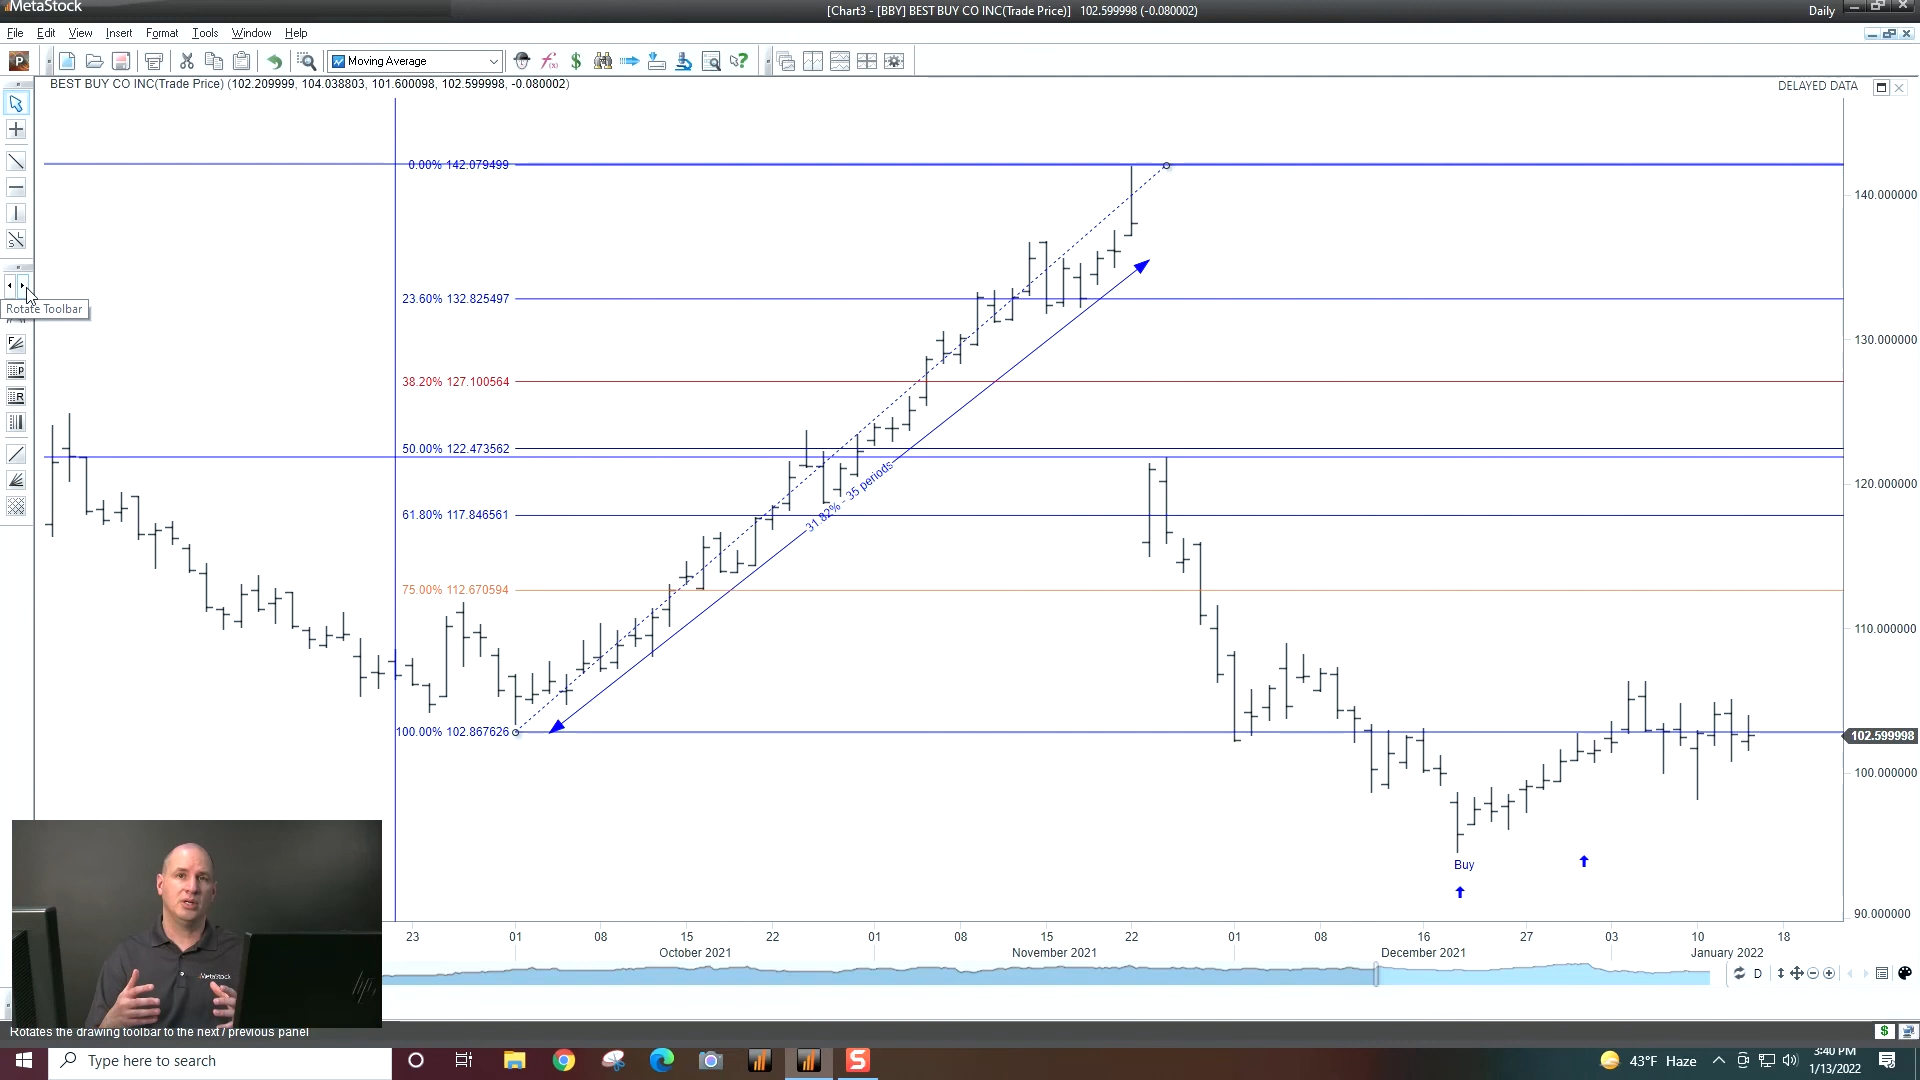 MetaStock
[Chart3 - [BBY] BEST BUY CO INC(Trade Price)] 102.599998 (-0.080002)
Daily
File Edit View Insert Format Tools Window Help
P
Moving Average
BEST BUY CO INC(Trade Price) (102.209999, 104.038803, 101.600098, 102.599998, -0.080002)
DELAYED DATA
0.00% 142.079499
140.000000
Rotate Toolbar
23.60% 132.825497
130.000000
38.20% 127.100564
50.00% 122.473562
31.82% - 35 periods
120.000000
61.80% 117.846561
75.00% 112.670594
110.000000
100.00% 102.867626
102.599998
100.000000
Buy
90.000000
23 01 08 15 22 01 08 15 22 01 08 16 27 03 10 18
October 2021 November 2021 December 2021 January 2022
MetaStock
hp
D
Rotates the drawing toolbar to the next / previous panel
Type here to search
S
43°F Haze
3:40 PM
1/13/2022